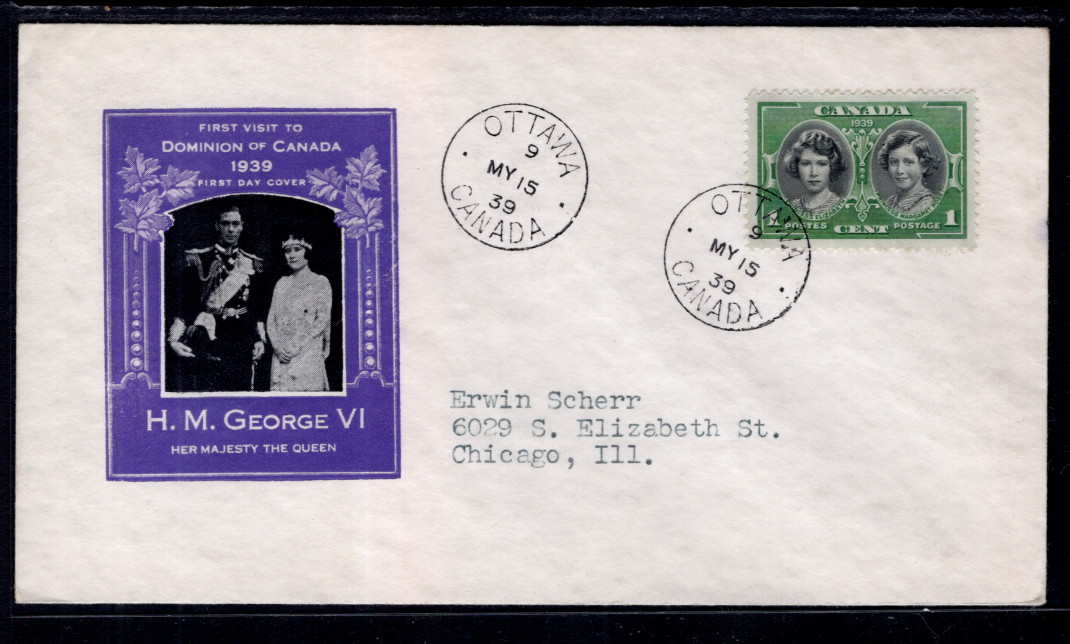 FIRST VISIT TO
DOMINION OF CANADA
1939
FIRST DAY COVER
H. M. GEORGE VI
HER MAJESTY THE QUEEN
OTTAWA
9
MY 15
39
CANADA
OTTAWA
9
MY 15
39
CANADA
CANADA
1939
1 POSTES CENT POSTAGE 1
Erwin Scherr
6029 S. Elizabeth St.
Chicago, Ill.